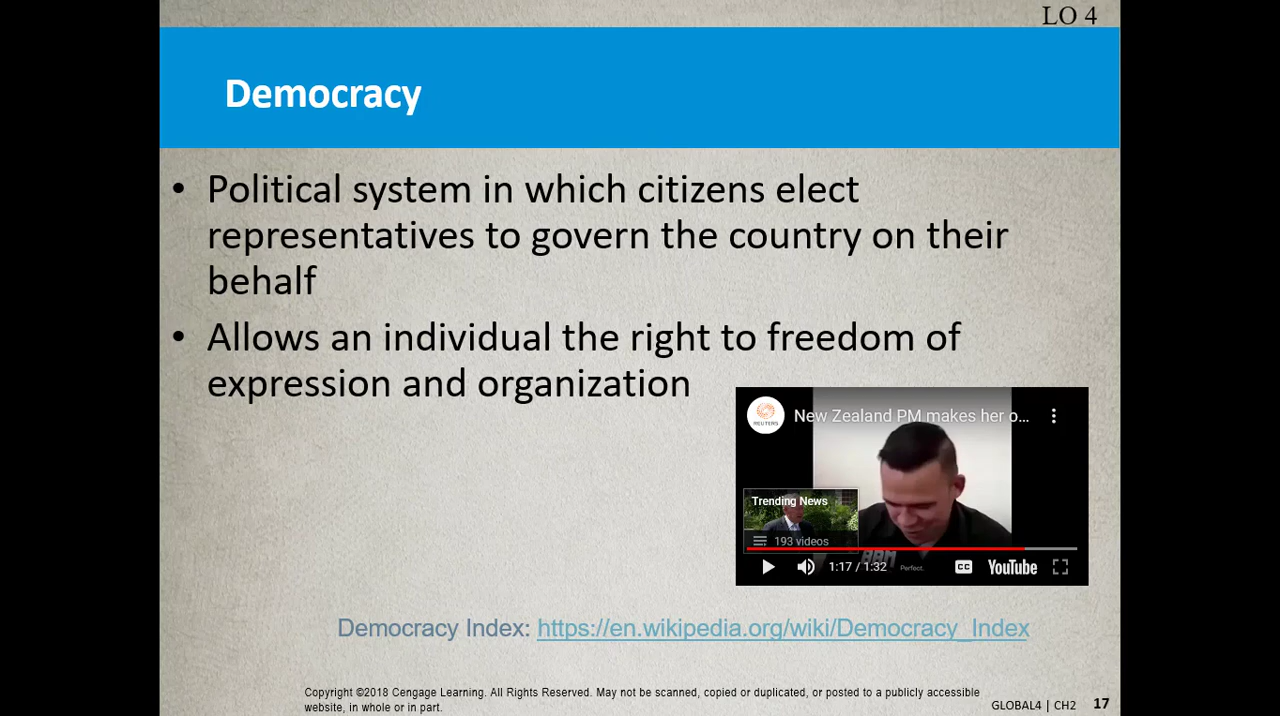 LO 4
Democracy
• Political system in which citizens elect
representatives to govern the country on their
behalf
• Allows an individual the right to freedom of
expression and organization
REUTERS
New Zealand PM makes her o...
Trending News
193 videos
1:17 / 1:32
Perfect.
CC
YouTube
Democracy Index: https://en.wikipedia.org/wiki/Democracy_Index
Copyright ©2018 Cengage Learning. All Rights Reserved. May not be scanned, copied or duplicated, or posted to a publicly accessible
website, in whole or in part.
GLOBAL4 | CH2
17